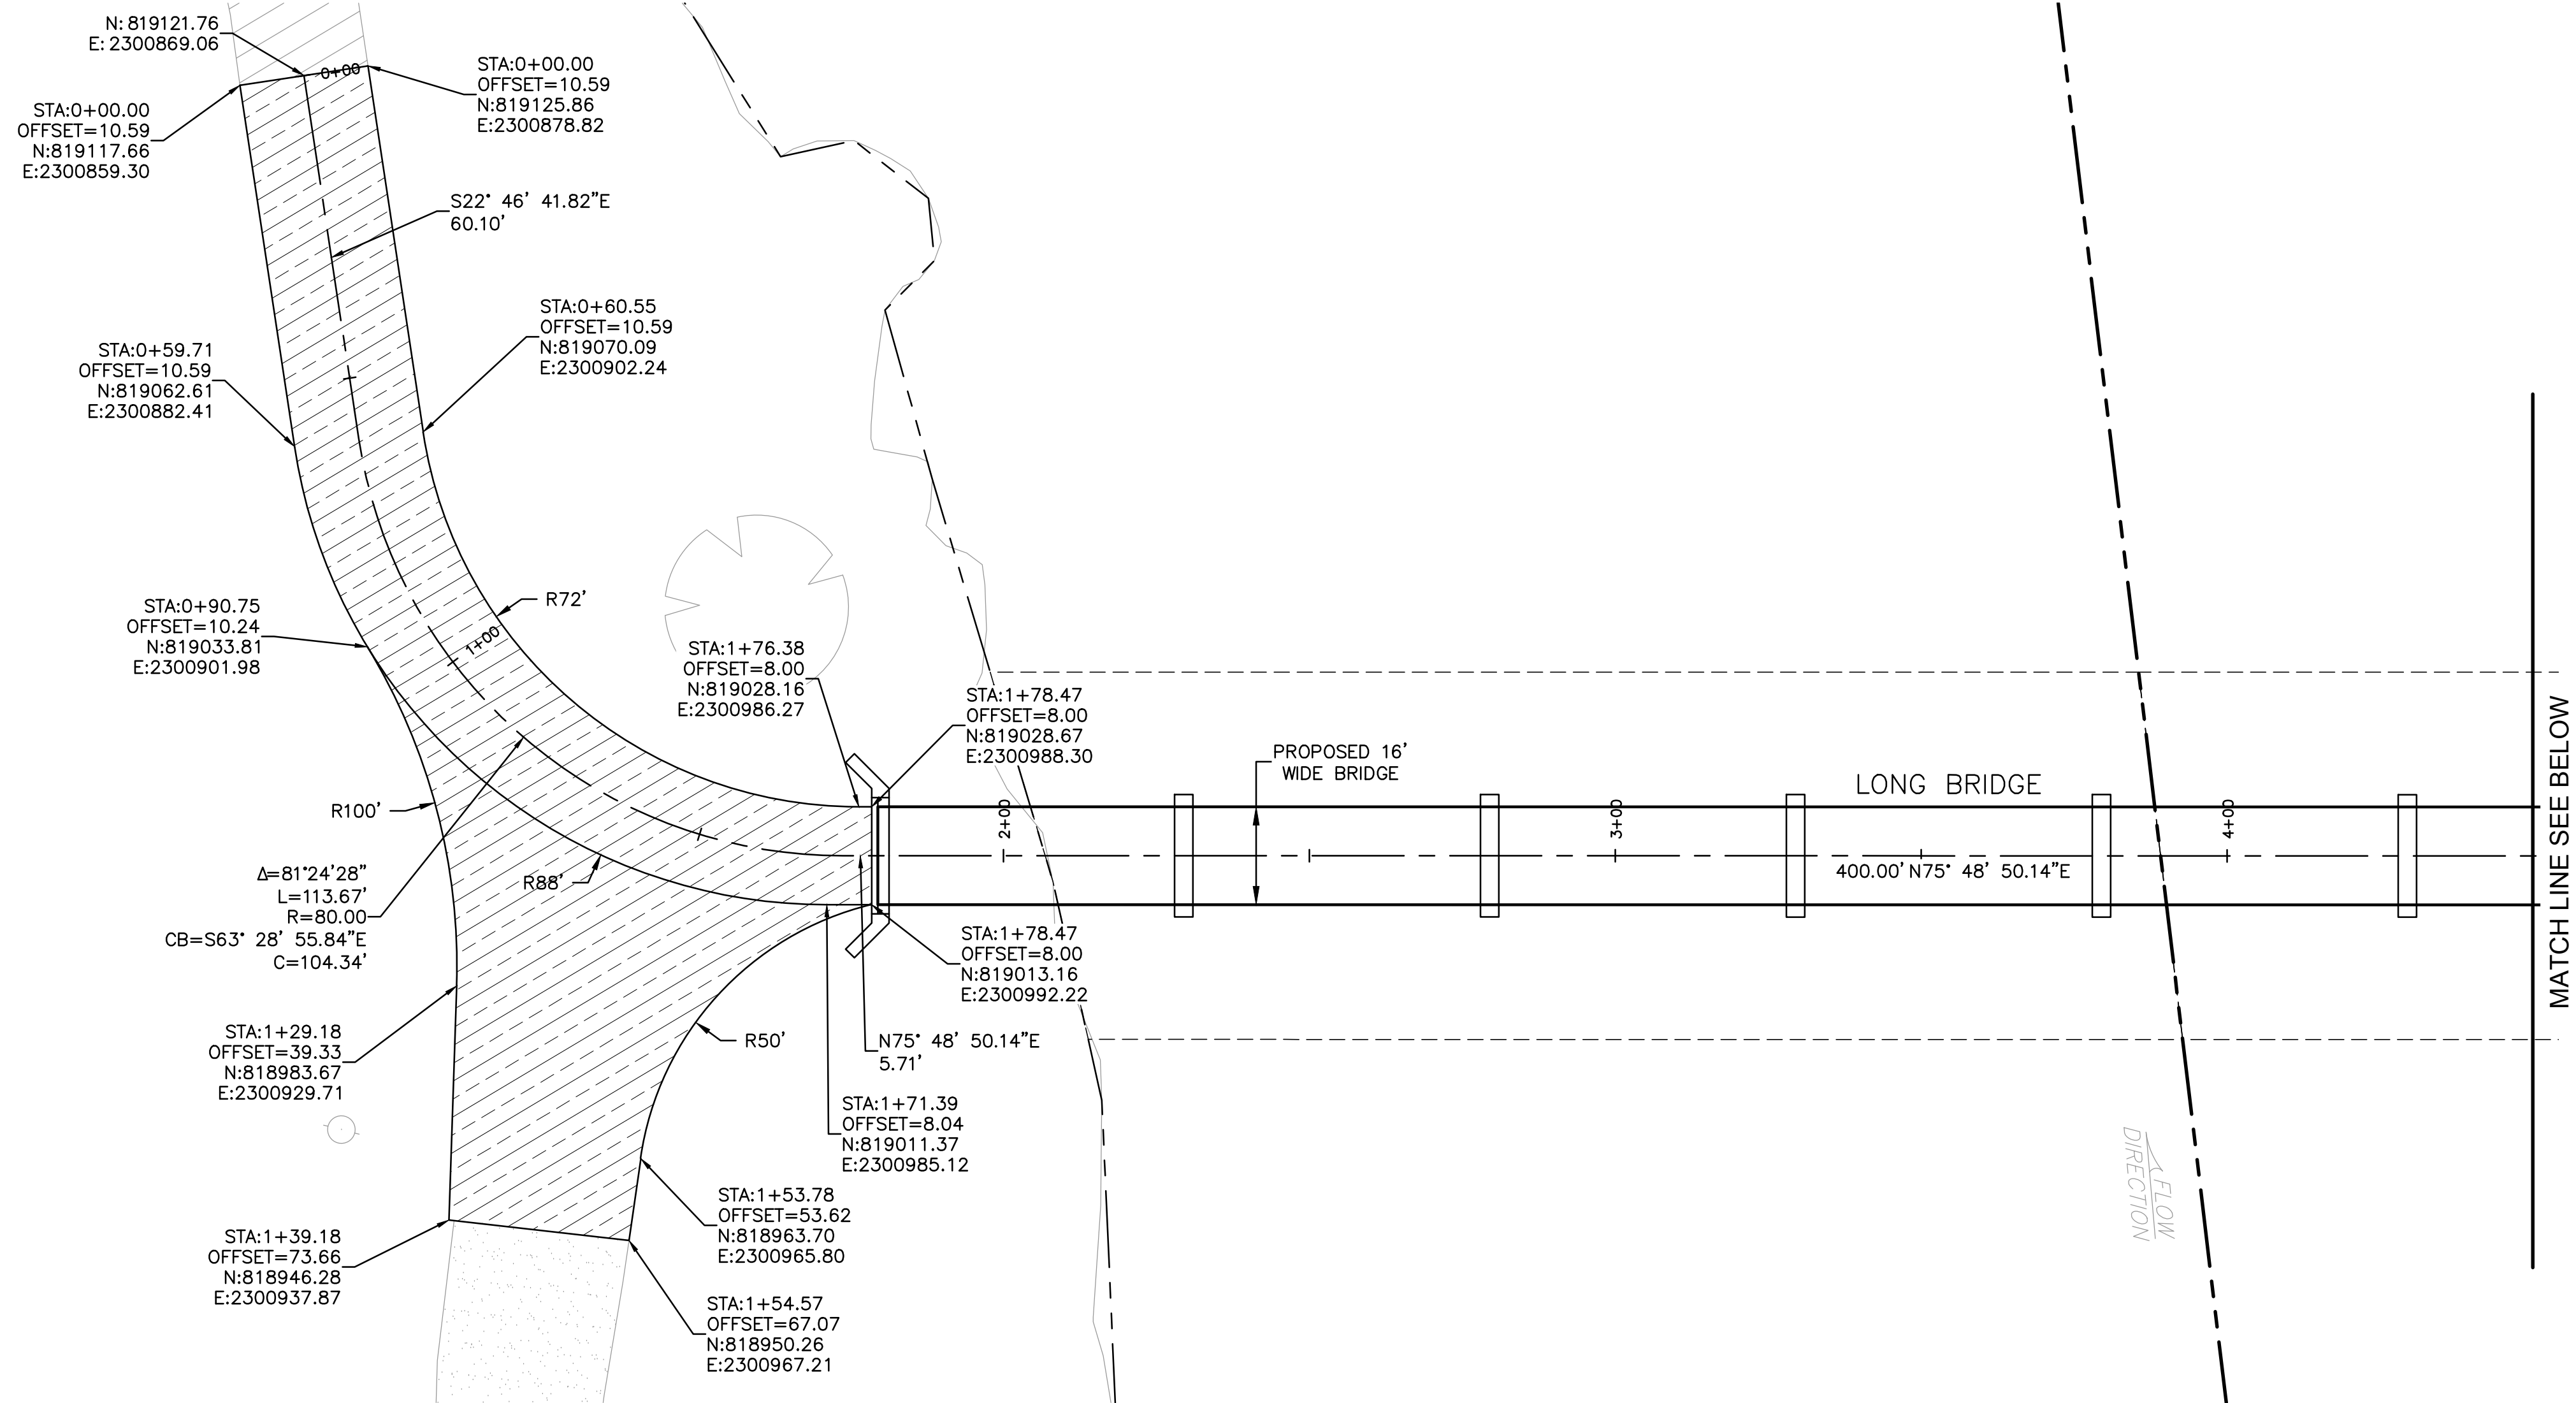 N: 819121.76
E: 2300869.06
0+00
STA:0+00.00
OFFSET=10.59
N:819125.86
E:2300878.82
STA:0+00.00
OFFSET=10.59
N:819117.66
E:2300859.30
S22° 46' 41.82"E
60.10'
STA:0+60.55
OFFSET=10.59
N:819070.09
E:2300902.24
STA:0+59.71
OFFSET=10.59
N:819062.61
E:2300882.41
R72'
STA:0+90.75
OFFSET=10.24
N:819033.81
E:2300901.98
1+00
STA:1+76.38
OFFSET=8.00
N:819028.16
E:2300986.27
STA:1+78.47
OFFSET=8.00
N:819028.67
E:2300988.30
PROPOSED 16'
WIDE BRIDGE
LONG BRIDGE
2+00
3+00
4+00
400.00' N75° 48' 50.14"E
MATCH LINE SEE BELOW
R100'
R88'
Δ=81°24'28"
L=113.67'
R=80.00
CB=S63° 28' 55.84"E
C=104.34'
STA:1+78.47
OFFSET=8.00
N:819013.16
E:2300992.22
N75° 48' 50.14"E
5.71'
R50'
STA:1+29.18
OFFSET=39.33
N:818983.67
E:2300929.71
STA:1+71.39
OFFSET=8.04
N:819011.37
E:2300985.12
STA:1+53.78
OFFSET=53.62
N:818963.70
E:2300965.80
STA:1+39.18
OFFSET=73.66
N:818946.28
E:2300937.87
STA:1+54.57
OFFSET=67.07
N:818950.26
E:2300967.21
FLOW
DIRECTION